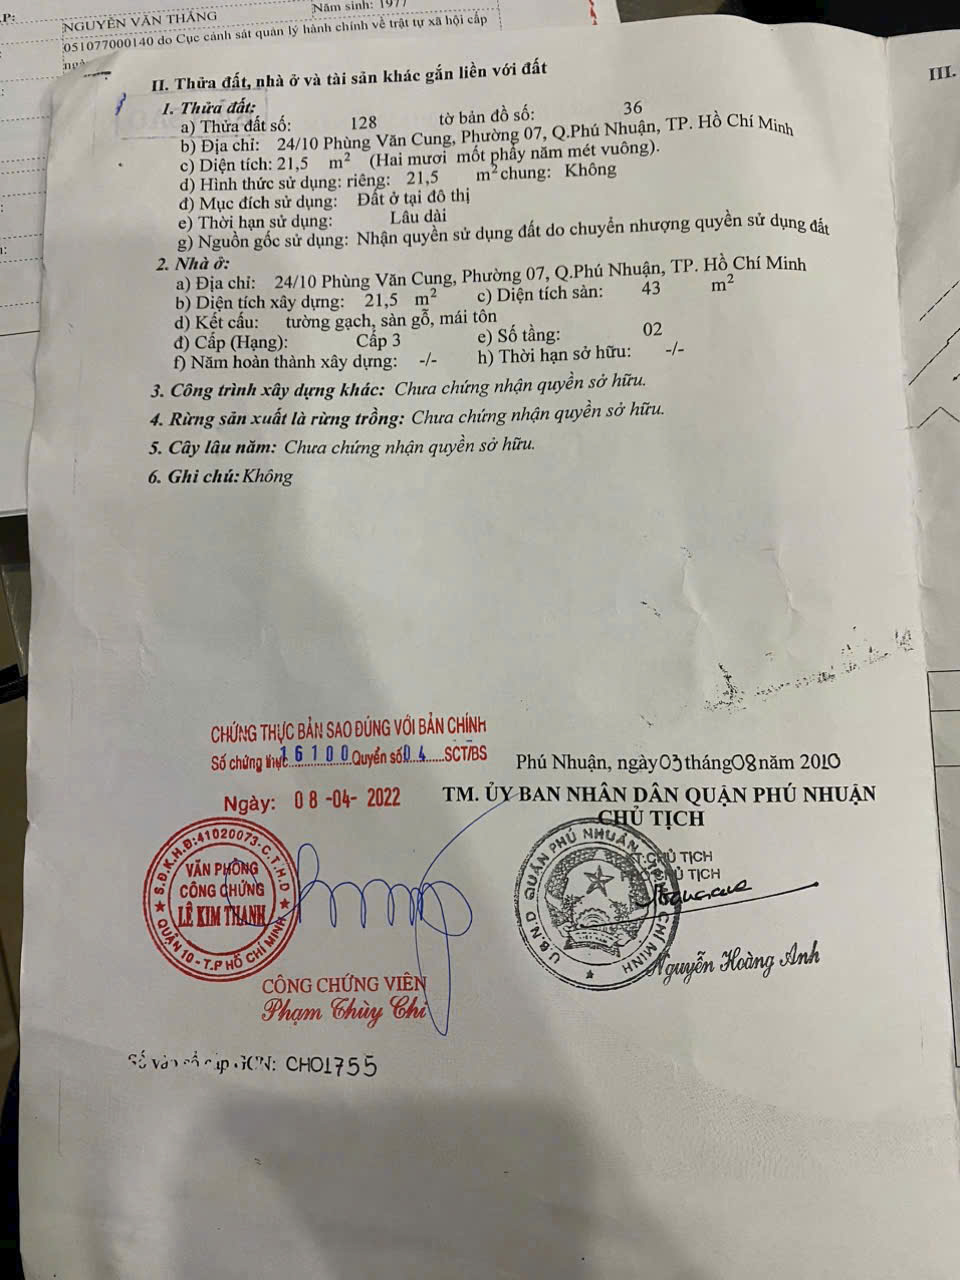 NGUYỄN VĂN THẮNG Năm sinh: 1977
051077000140 do Cục cảnh sát quản lý hành chính về trật tự xã hội cấp
III.
II. Thửa đất, nhà ở và tài sản khác gắn liền với đất
1. Thửa đất:
a) Thửa đất số: 128 tờ bản đồ số: 36
b) Địa chỉ: 24/10 Phùng Văn Cung, Phường 07, Q.Phú Nhuận, TP. Hồ Chí Minh
c) Diện tích: 21,5 m² (Hai mươi mốt phẩy năm mét vuông).
d) Hình thức sử dụng: riêng: 21,5 m² chung: Không
đ) Mục đích sử dụng: Đất ở tại đô thị
e) Thời hạn sử dụng: Lâu dài
g) Nguồn gốc sử dụng: Nhận quyền sử dụng đất do chuyển nhượng quyền sử dụng đất
2. Nhà ở:
a) Địa chỉ: 24/10 Phùng Văn Cung, Phường 07, Q.Phú Nhuận, TP. Hồ Chí Minh
b) Diện tích xây dựng: 21,5 m² c) Diện tích sàn: 43 m²
d) Kết cấu: tường gạch, sàn gỗ, mái tôn
đ) Cấp (Hạng): Cấp 3 e) Số tầng: 02
f) Năm hoàn thành xây dựng: -/- h) Thời hạn sở hữu: -/-
3. Công trình xây dựng khác: Chưa chứng nhận quyền sở hữu.
4. Rừng sản xuất là rừng trồng: Chưa chứng nhận quyền sở hữu.
5. Cây lâu năm: Chưa chứng nhận quyền sở hữu.
6. Ghi chú: Không
CHỨNG THỰC BẢN SAO ĐÚNG VỚI BẢN CHÍNH
Số chứng thực 16100 Quyển số 04 SCT/BS
Ngày: 08-04-2022
Phú Nhuận, ngày 03 tháng 08 năm 2010
TM. ỦY BAN NHÂN DÂN QUẬN PHÚ NHUẬN
CHỦ TỊCH
CHỦ TỊCH
CHỦ TỊCH
S.Đ.K.H.Đ:41020073-C.T.H.D
VĂN PHÒNG
CÔNG CHỨNG
LÊ KIM THANH
QUẬN 10 - T.P HỒ CHÍ MINH
U.B.N.D QUẬN PHÚ NHUẬN
CHÍ MINH
Nguyễn Hoàng Anh
CÔNG CHỨNG VIÊN
Phạm Thùy Chi
Số vào sổ cấp GCN: CH01755